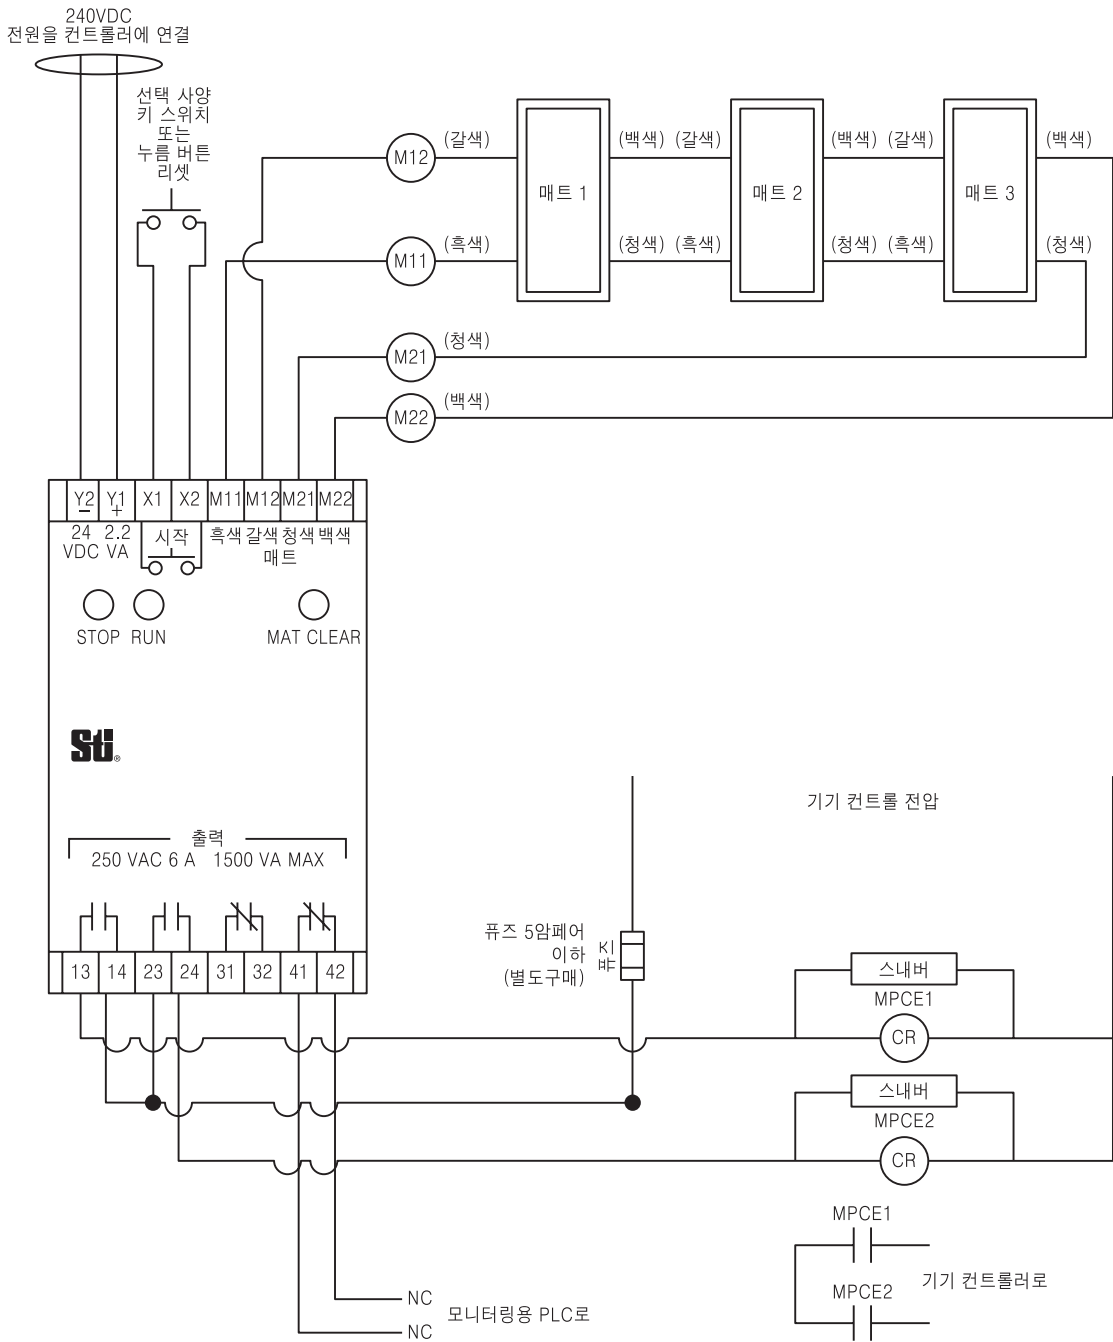 240VDC
전원을 컨트롤러에 연결
선택 사양
키 스위치
또는
누름 버튼
리셋
M12 (갈색) (백색) (갈색) (백색) (갈색) (백색)
매트 1 매트 2 매트 3
M11 (흑색) (청색) (흑색) (청색) (흑색) (청색)
M21 (청색)
M22 (백색)
Y2 Y1 X1 X2 M11 M12 M21 M22
− +
24 2.2 시작 흑색 갈색 청색 백색
VDC VA 매트
STOP RUN MAT CLEAR
Sti®
출력
250 VAC 6 A 1500 VA MAX
13 14 23 24 31 32 41 42
기기 컨트롤 전압
퓨즈 5암페어
이하
(별도구매)
퓨즈
스내버
MPCE1
CR
스내버
MPCE2
CR
MPCE1
기기 컨트롤러로
MPCE2
NC
모니터링용 PLC로
NC